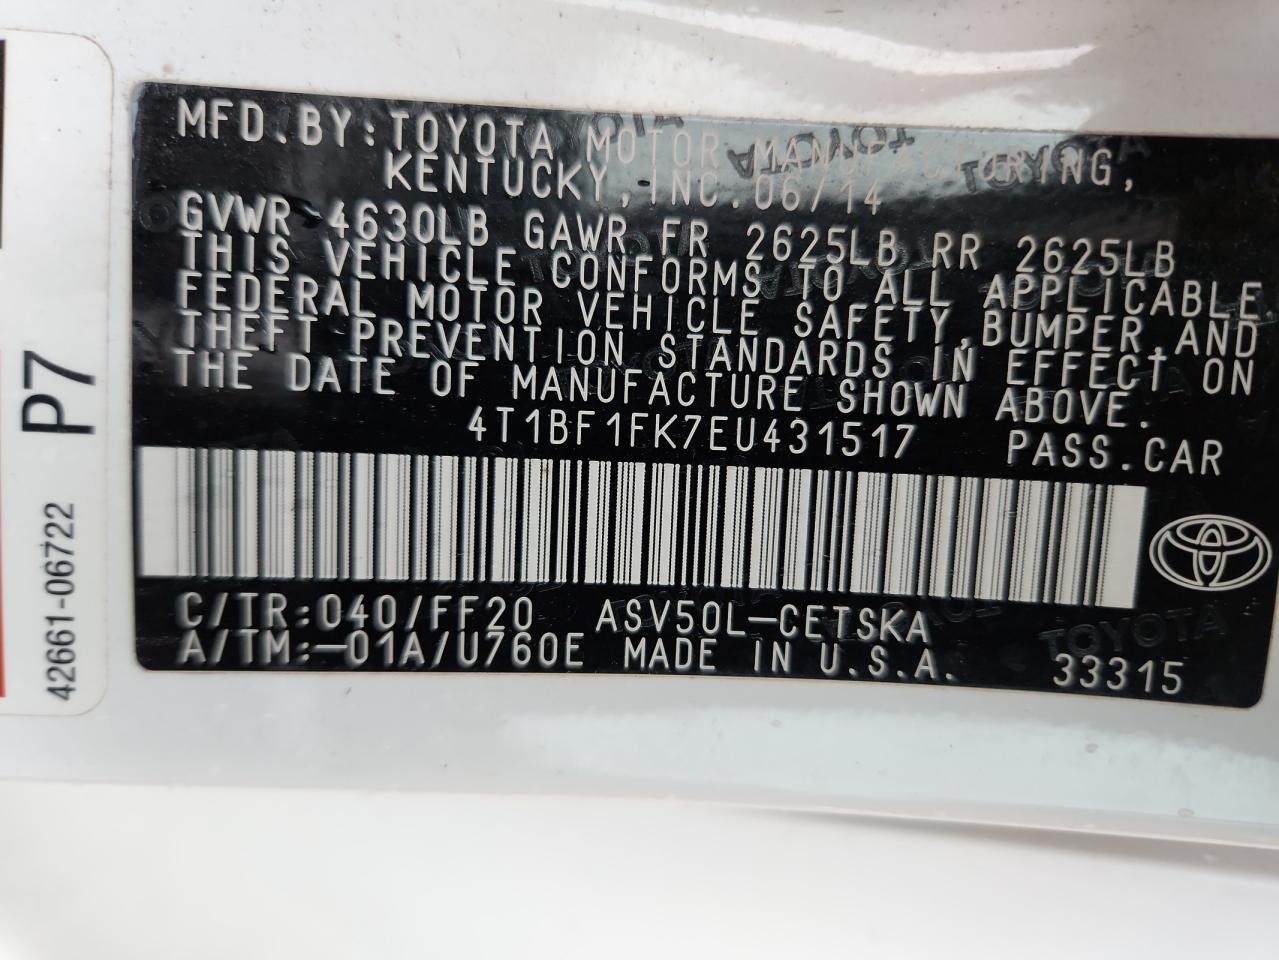 MFD.BY:TOYOTA MOTOR MANUFACTURING,
KENTUCKY,INC.06/14
GVWR 4630LB GAWR FR 2625LB RR 2625LB
THIS VEHICLE CONFORMS TO ALL APPLICABLE
FEDERAL MOTOR VEHICLE SAFETY,BUMPER,AND
THEFT PREVENTION STANDARDS IN EFFECT ON
THE DATE OF MANUFACTURE SHOWN ABOVE.
4T1BF1FK7EU431517 PASS.CAR
C/TR:040/FF20 ASV50L-CETSKA
A/TM:-01A/U760E MADE IN U.S.A. 33315
P7
42661-06722